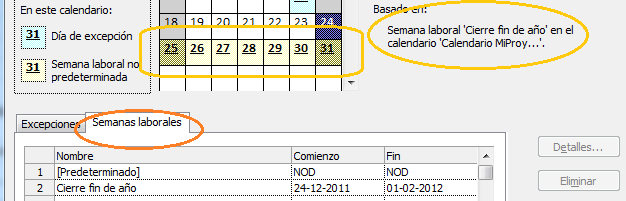 En este calendario:
31 Día de excepción
31 Semana laboral no
predeterminada
18 19 20 21 22 23 24
25 26 27 28 29 30 31
Basado en:
Semana laboral 'Cierre fin de año' en el
calendario 'Calendario MiProy...'.
Excepciones Semanas laborales
Nombre Comienzo Fin
1 [Predeterminado] NOD NOD
2 Cierre fin de año 24-12-2011 01-02-2012
Detalles...
Eliminar